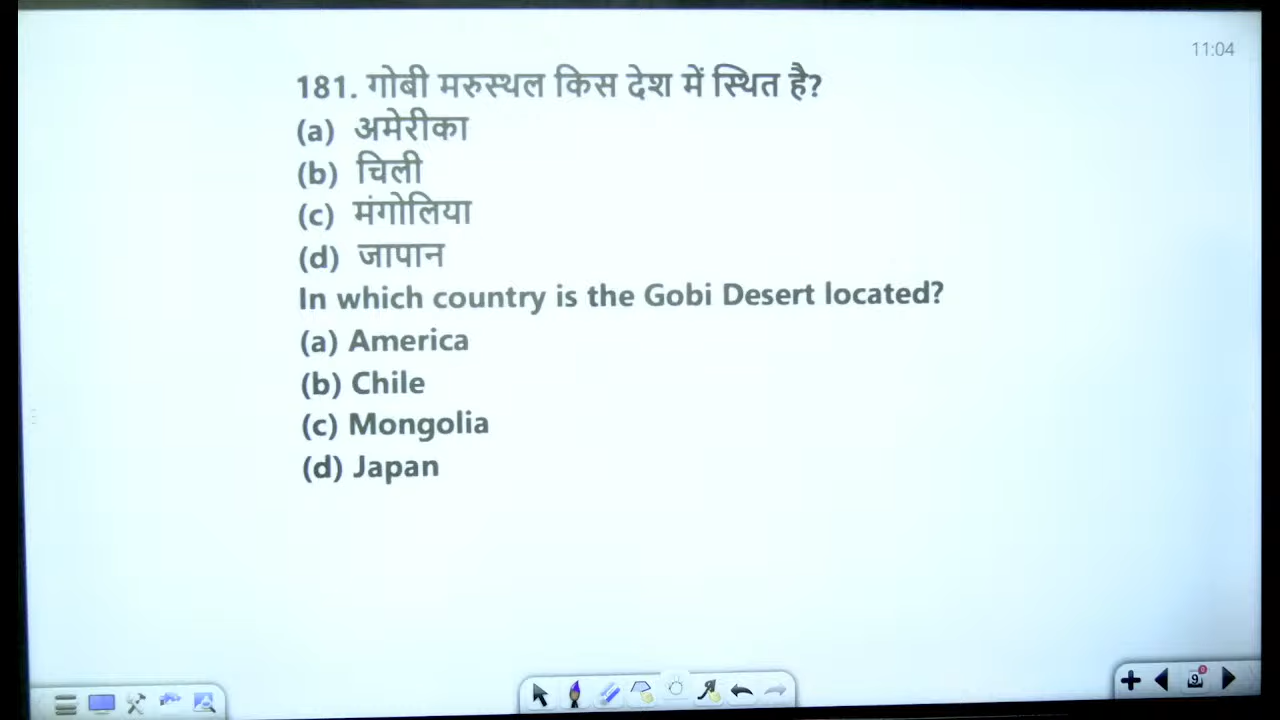 11:04
181. गोबी मरुस्थल किस देश में स्थित है?
(a) अमेरीका
(b) चिली
(c) मंगोलिया
(d) जापान
In which country is the Gobi Desert located?
(a) America
(b) Chile
(c) Mongolia
(d) Japan